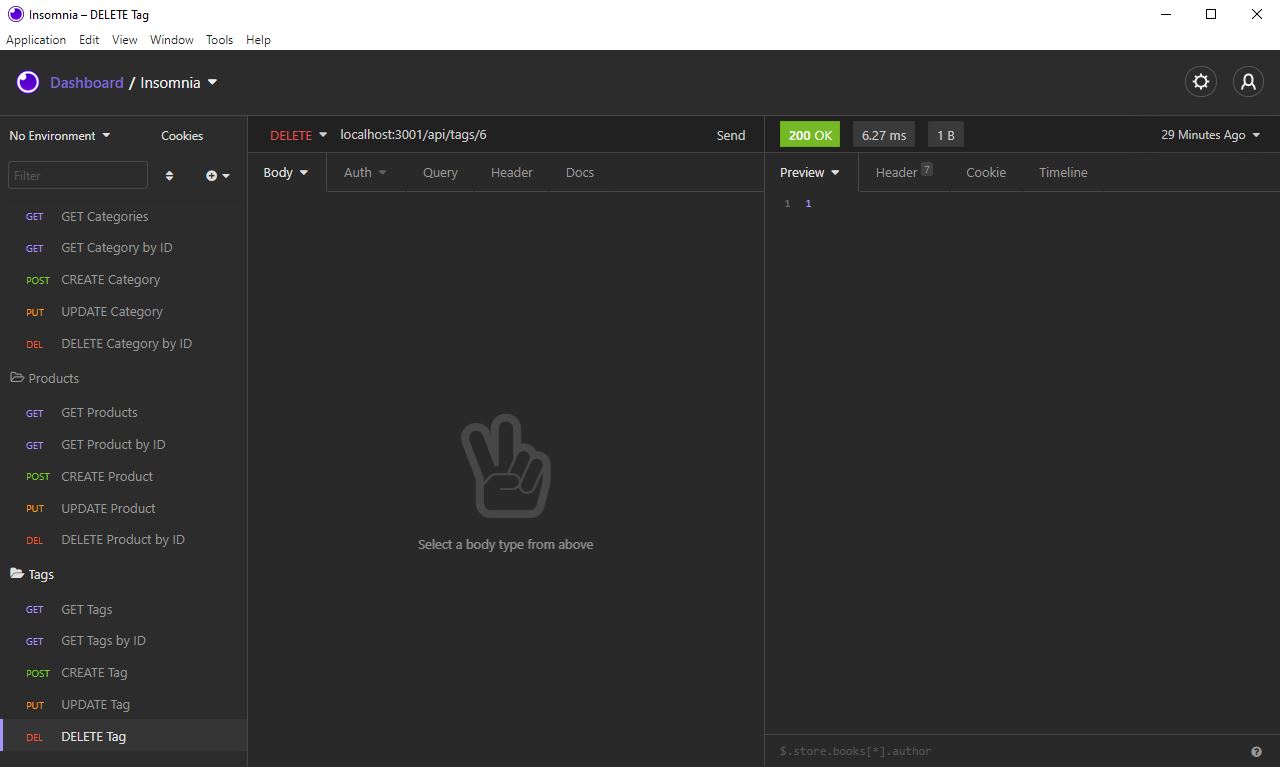 Insomnia – DELETE Tag
Application Edit View Window Tools Help
Dashboard / Insomnia
No Environment Cookies
Filter
GET GET Categories
GET GET Category by ID
POST CREATE Category
PUT UPDATE Category
DEL DELETE Category by ID
Products
GET GET Products
GET GET Product by ID
POST CREATE Product
PUT UPDATE Product
DEL DELETE Product by ID
Tags
GET GET Tags
GET GET Tags by ID
POST CREATE Tag
PUT UPDATE Tag
DEL DELETE Tag
DELETE localhost:3001/api/tags/6 Send
Body Auth Query Header Docs
Select a body type from above
200 OK 6.27 ms 1 B 29 Minutes Ago
Preview Header 7 Cookie Timeline
1 1
$.store.books[*].author